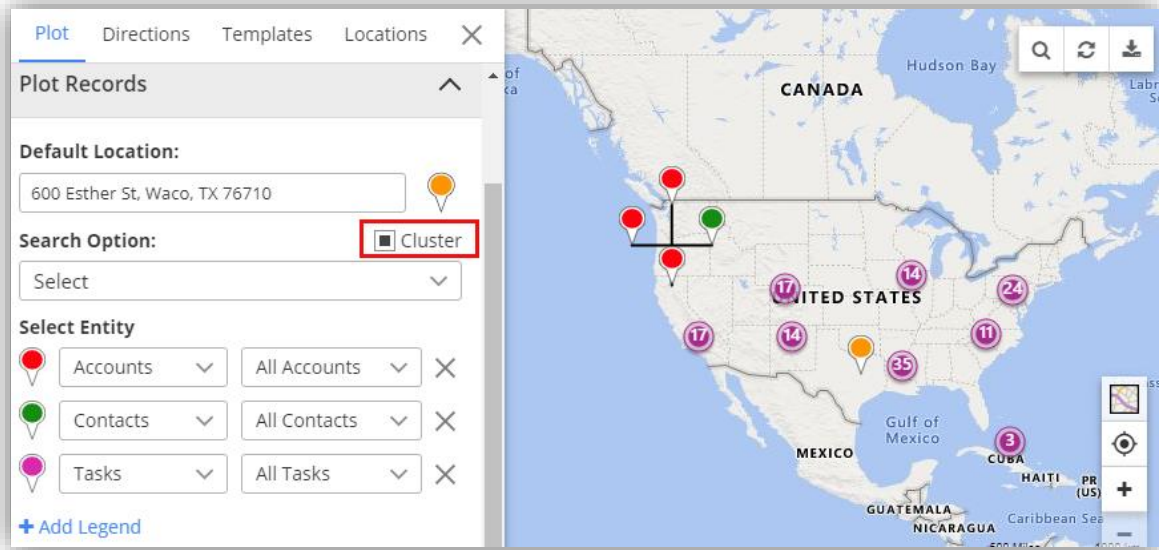 Plot Directions Templates Locations
Plot Records
Default Location:
600 Esther St, Waco, TX 76710
Search Option:
Cluster
Select
Select Entity
Accounts All Accounts
Contacts All Contacts
Tasks All Tasks
Add Legend
Hudson Bay
of
CANADA
Labr
17
14
UNITED STATES
24
17
14
11
35
Gulf of
Mexico
MEXICO
3
CUBA
HAITI
PR
(US)
GUATEMALA
NICARAGUA
Caribbean Sea